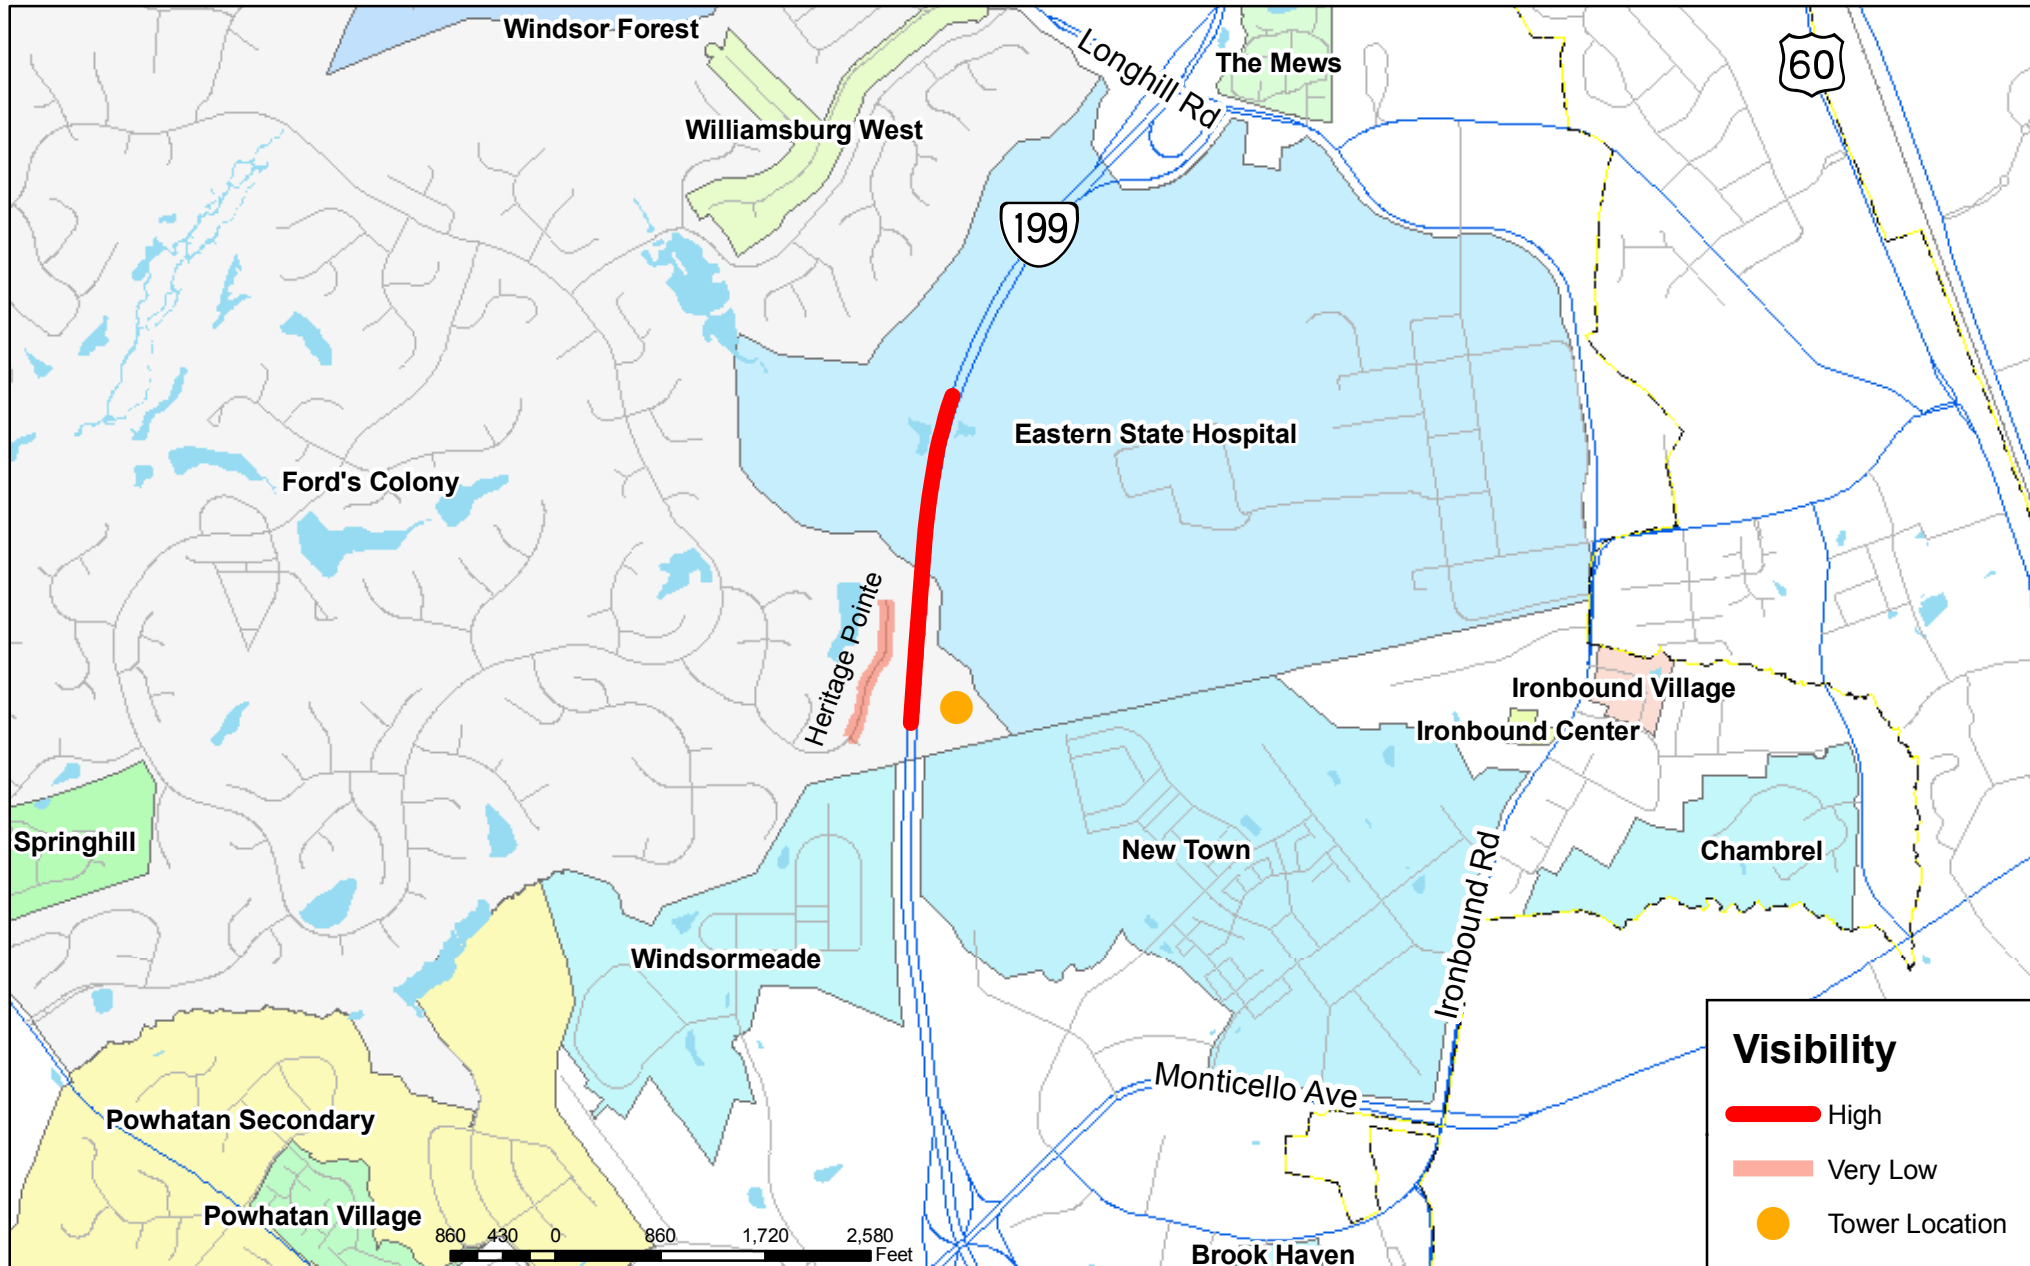 Windsor Forest
Longhill Rd
The Mews
60
Williamsburg West
199
Eastern State Hospital
Ford's Colony
Heritage Pointe
Ironbound Village
Ironbound Center
Springhill
New Town
Chambrel
Ironbound Rd
Windsormeade
Monticello Ave
Powhatan Secondary
Powhatan Village
Brook Haven
860 430 0 860 1,720 2,580
Feet
Visibility
High
Very Low
Tower Location